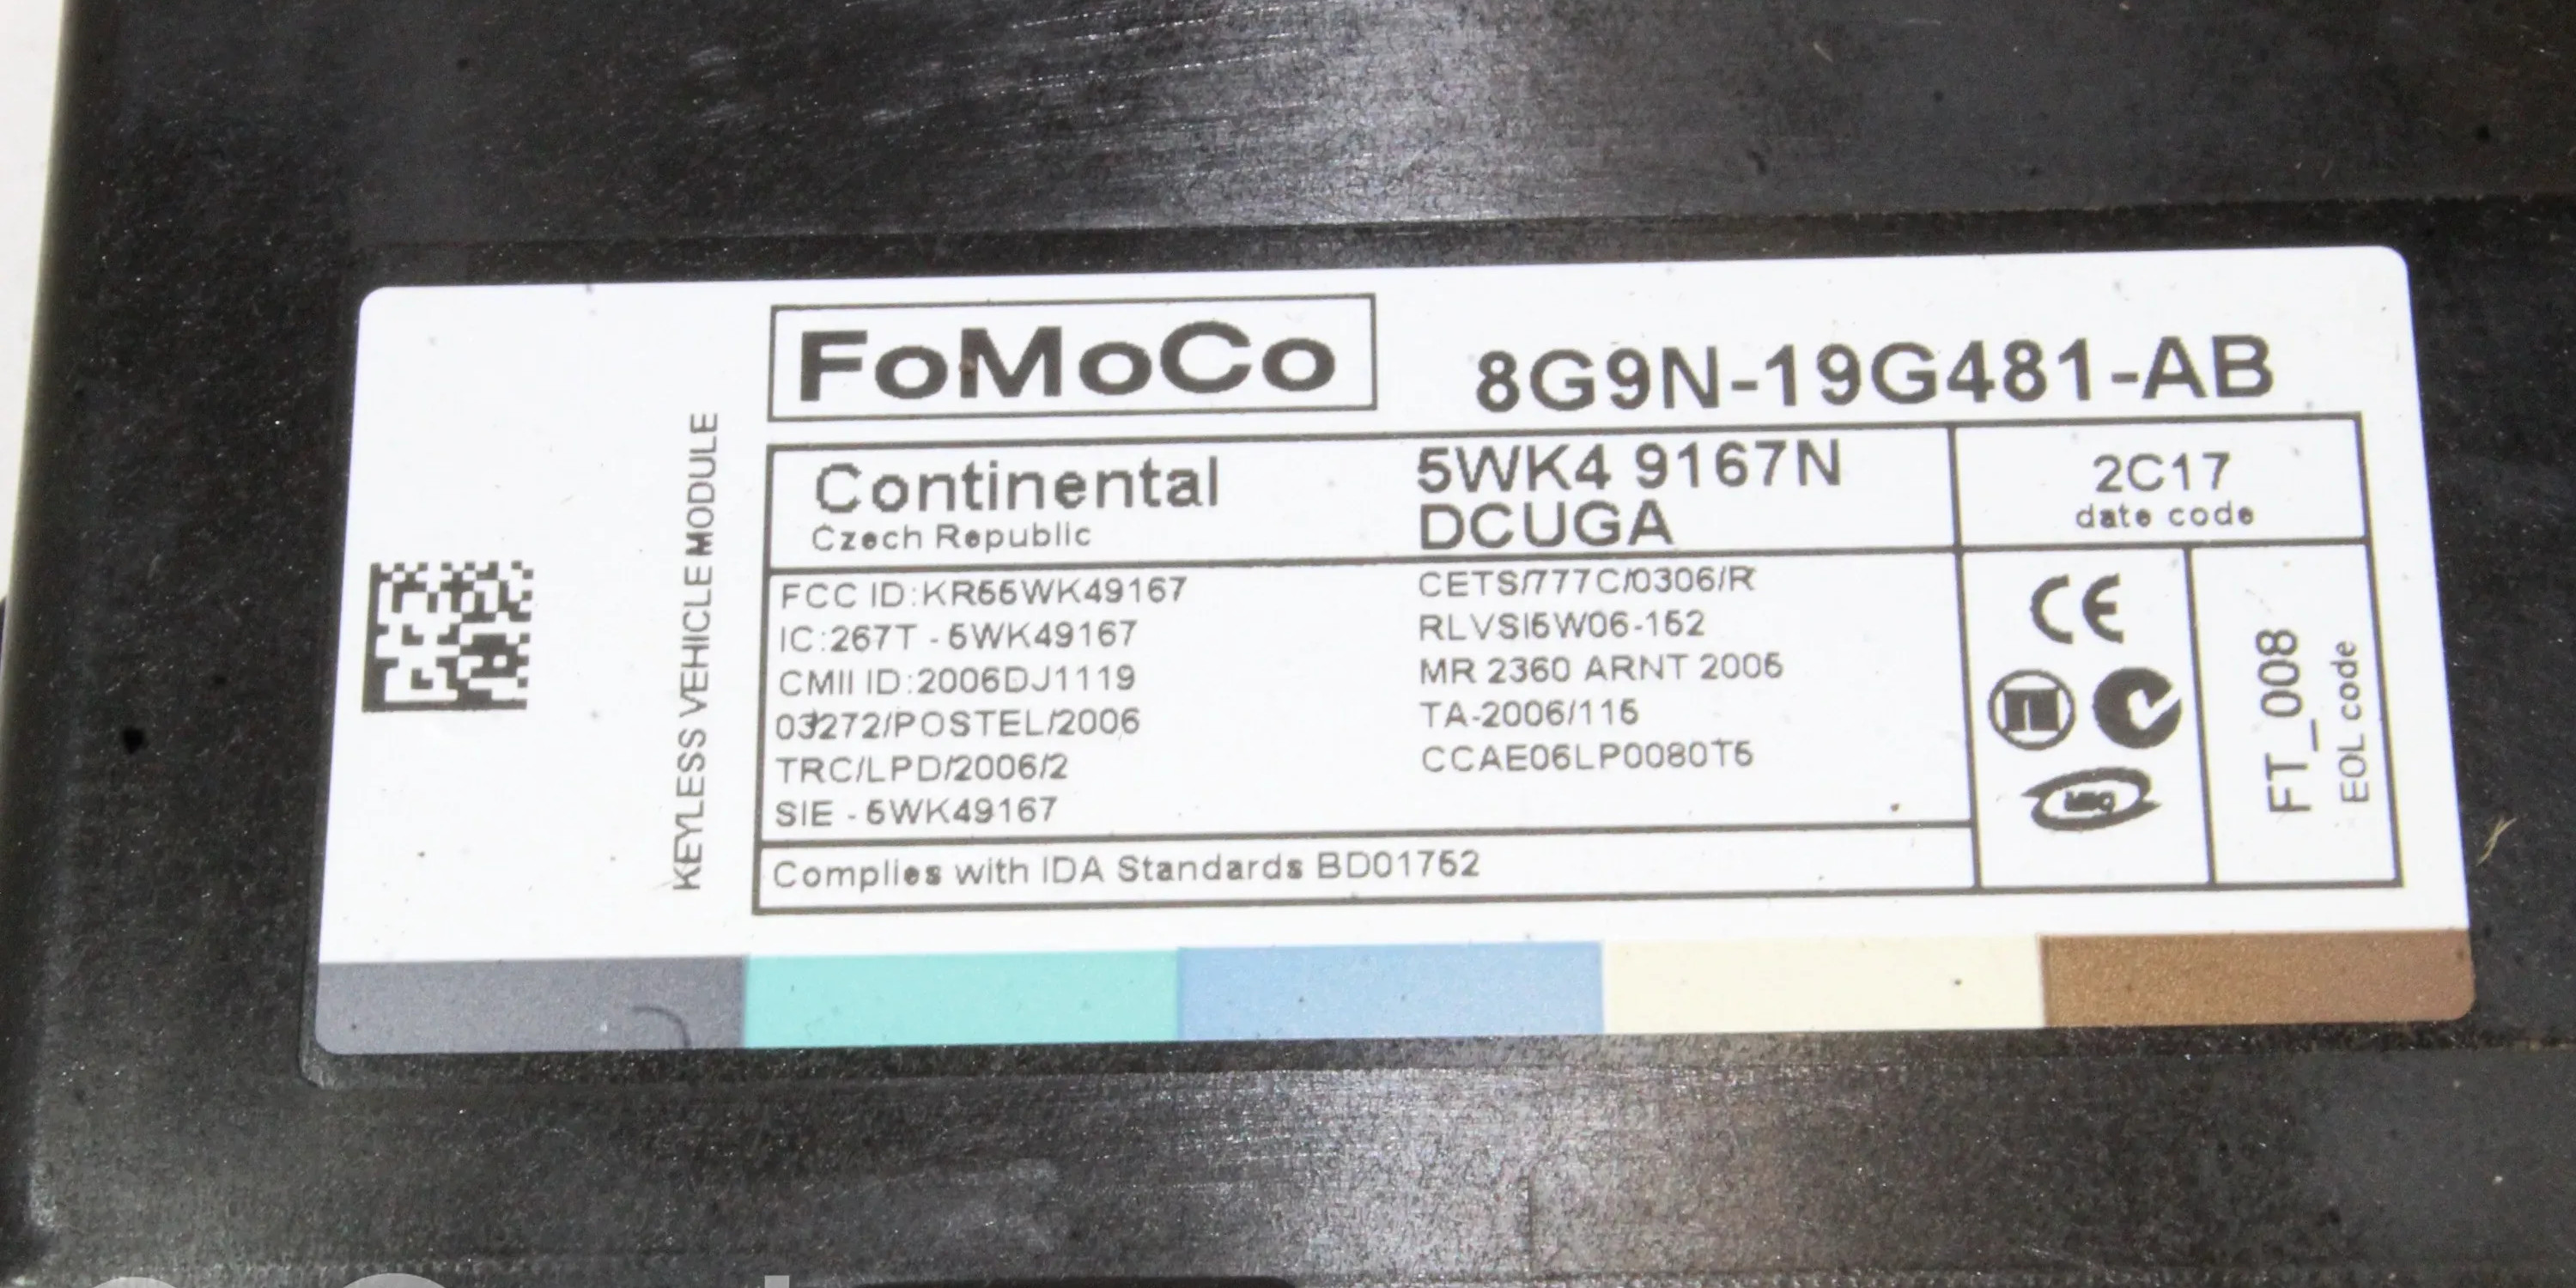 FoMoCo
8G9N-19G481-AB
KEYLESS VEHICLE MODULE
Continental
Czech Republic
5WK4 9167N
DCUGA
2C17
date code
FCC ID:KR55WK49167
IC:267T - 5WK49167
CMII ID:2006DJ1119
03272/POSTEL/2006
TRC/LPD/2006/2
SIE - 5WK49167
CETS/777C/0306/R
RLVSI5W06-152
MR 2360 ARNT 2006
TA-2006/115
CCAE06LP0080T5
CE
FT_008
EOL code
Complies with IDA Standards BD01752